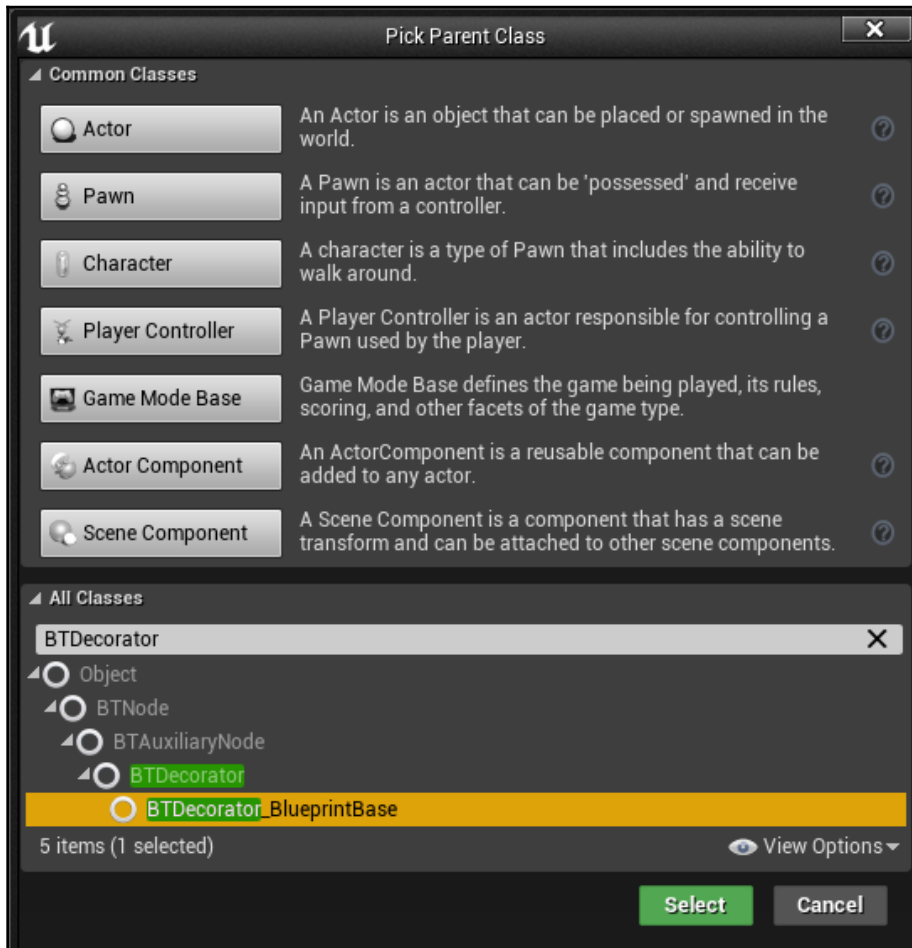 Pick Parent Class
Common Classes
Actor
An Actor is an object that can be placed or spawned in the
world.
Pawn
A Pawn is an actor that can be 'possessed' and receive
input from a controller.
Character
A character is a type of Pawn that includes the ability to
walk around.
Player Controller
A Player Controller is an actor responsible for controlling a
Pawn used by the player.
Game Mode Base
Game Mode Base defines the game being played, its rules,
scoring, and other facets of the game type.
Actor Component
An ActorComponent is a reusable component that can be
added to any actor.
Scene Component
A Scene Component is a component that has a scene
transform and can be attached to other scene components.
All Classes
BTDecorator
Object
BTNode
BTAuxiliaryNode
BTDecorator
BTDecorator_BlueprintBase
5 items (1 selected)
View Options
Select
Cancel